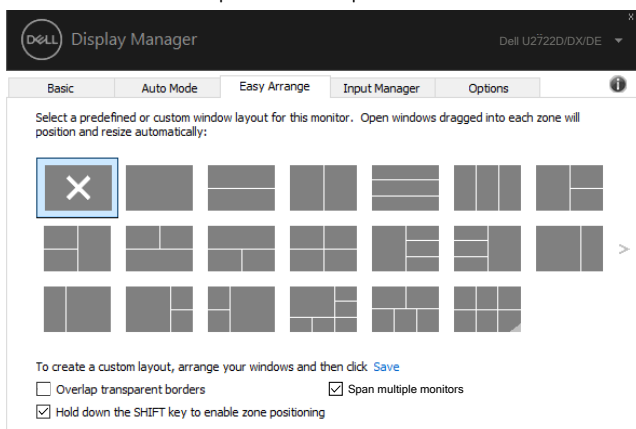 DELL Display Manager
Dell U2722D/DX/DE
x
Basic Auto Mode Easy Arrange Input Manager Options
Select a predefined or custom window layout for this monitor. Open windows dragged into each zone will
position and resize automatically:
>
To create a custom layout, arrange your windows and then click Save
Overlap transparent borders
Span multiple monitors
Hold down the SHIFT key to enable zone positioning